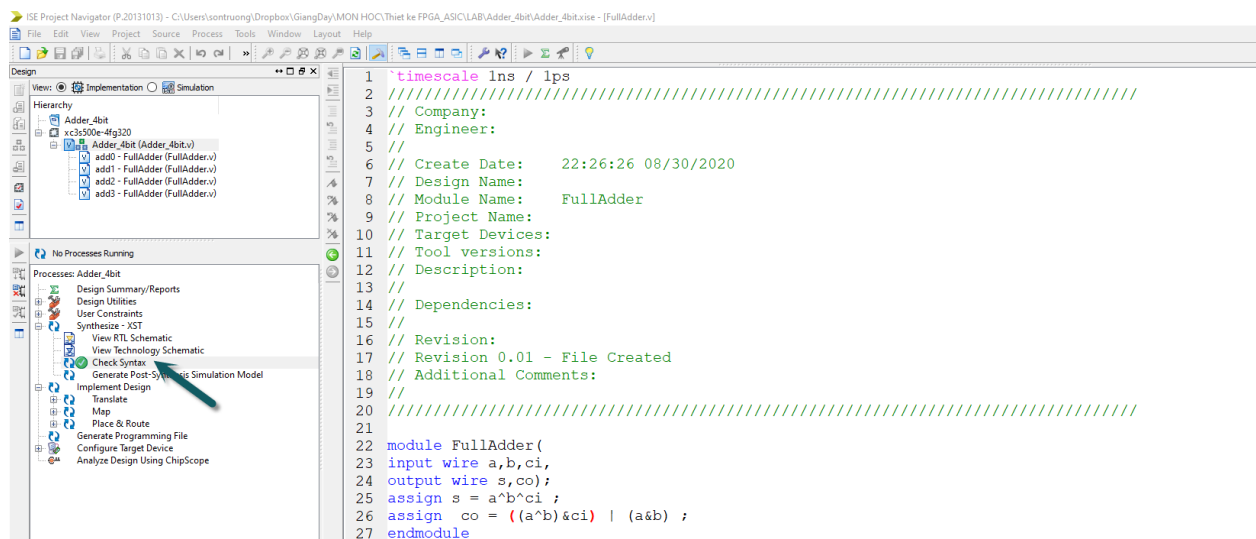 ISE Project Navigator (P.20131013) - C:\Users\sontruong\Dropbox\GiangDay\MON HOC\Thiet ke FPGA_ASIC\LAB\Adder_4bit\Adder_4bit.xise - [FullAdder.v]
File Edit View Project Source Process Tools Window Layout Help
Design
View: Implementation Simulation
Hierarchy
Adder_4bit
xc3s500e-4fg320
Adder_4bit (Adder_4bit.v)
add0 - FullAdder (FullAdder.v)
add1 - FullAdder (FullAdder.v)
add2 - FullAdder (FullAdder.v)
add3 - FullAdder (FullAdder.v)
No Processes Running
Processes: Adder_4bit
Design Summary/Reports
Design Utilities
User Constraints
Synthesize - XST
View RTL Schematic
View Technology Schematic
Check Syntax
Generate Simulation Model
Implement Design
Translate
Map
Place & Route
Generate Programming File
Configure Target Device
Analyze Design Using ChipScope
1 `timescale 1ns / 1ps
2 //////////////////////////////////////////////////////////////////////////////////
3 // Company:
4 // Engineer:
5 //
6 // Create Date: 22:26:26 08/30/2020
7 // Design Name:
8 // Module Name: FullAdder
9 // Project Name:
10 // Target Devices:
11 // Tool versions:
12 // Description:
13 //
14 // Dependencies:
15 //
16 // Revision:
17 // Revision 0.01 - File Created
18 // Additional Comments:
19 //
20 //////////////////////////////////////////////////////////////////////////////////
21
22 module FullAdder(
23 input wire a,b,ci,
24 output wire s,co);
25 assign s = a^b^ci ;
26 assign co = ((a^b)&ci) | (a&b) ;
27 endmodule